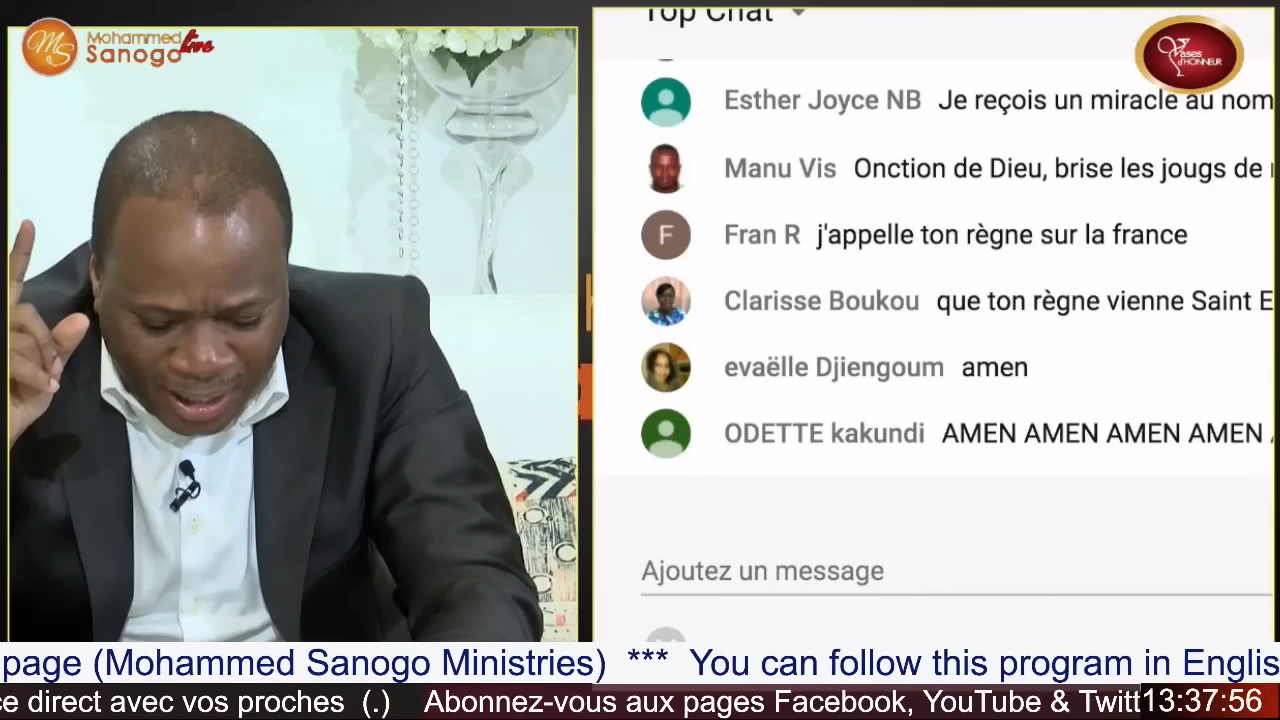 Mohammed
Sanogo
Live
MS
Top Chat
Vases
d'HONNEUR
Esther Joyce NB Je reçois un miracle au nom
Manu Vis Onction de Dieu, brise les jougs de
F
Fran R j'appelle ton règne sur la france
Clarisse Boukou que ton règne vienne Saint E
evaëlle Djiengoum amen
ODETTE kakundi AMEN AMEN AMEN AMEN
Ajoutez un message
page (Mohammed Sanogo Ministries) *** You can follow this program in Englis
ce direct avec vos proches (.) Abonnez-vous aux pages Facebook, YouTube & Twitt
13:37:56